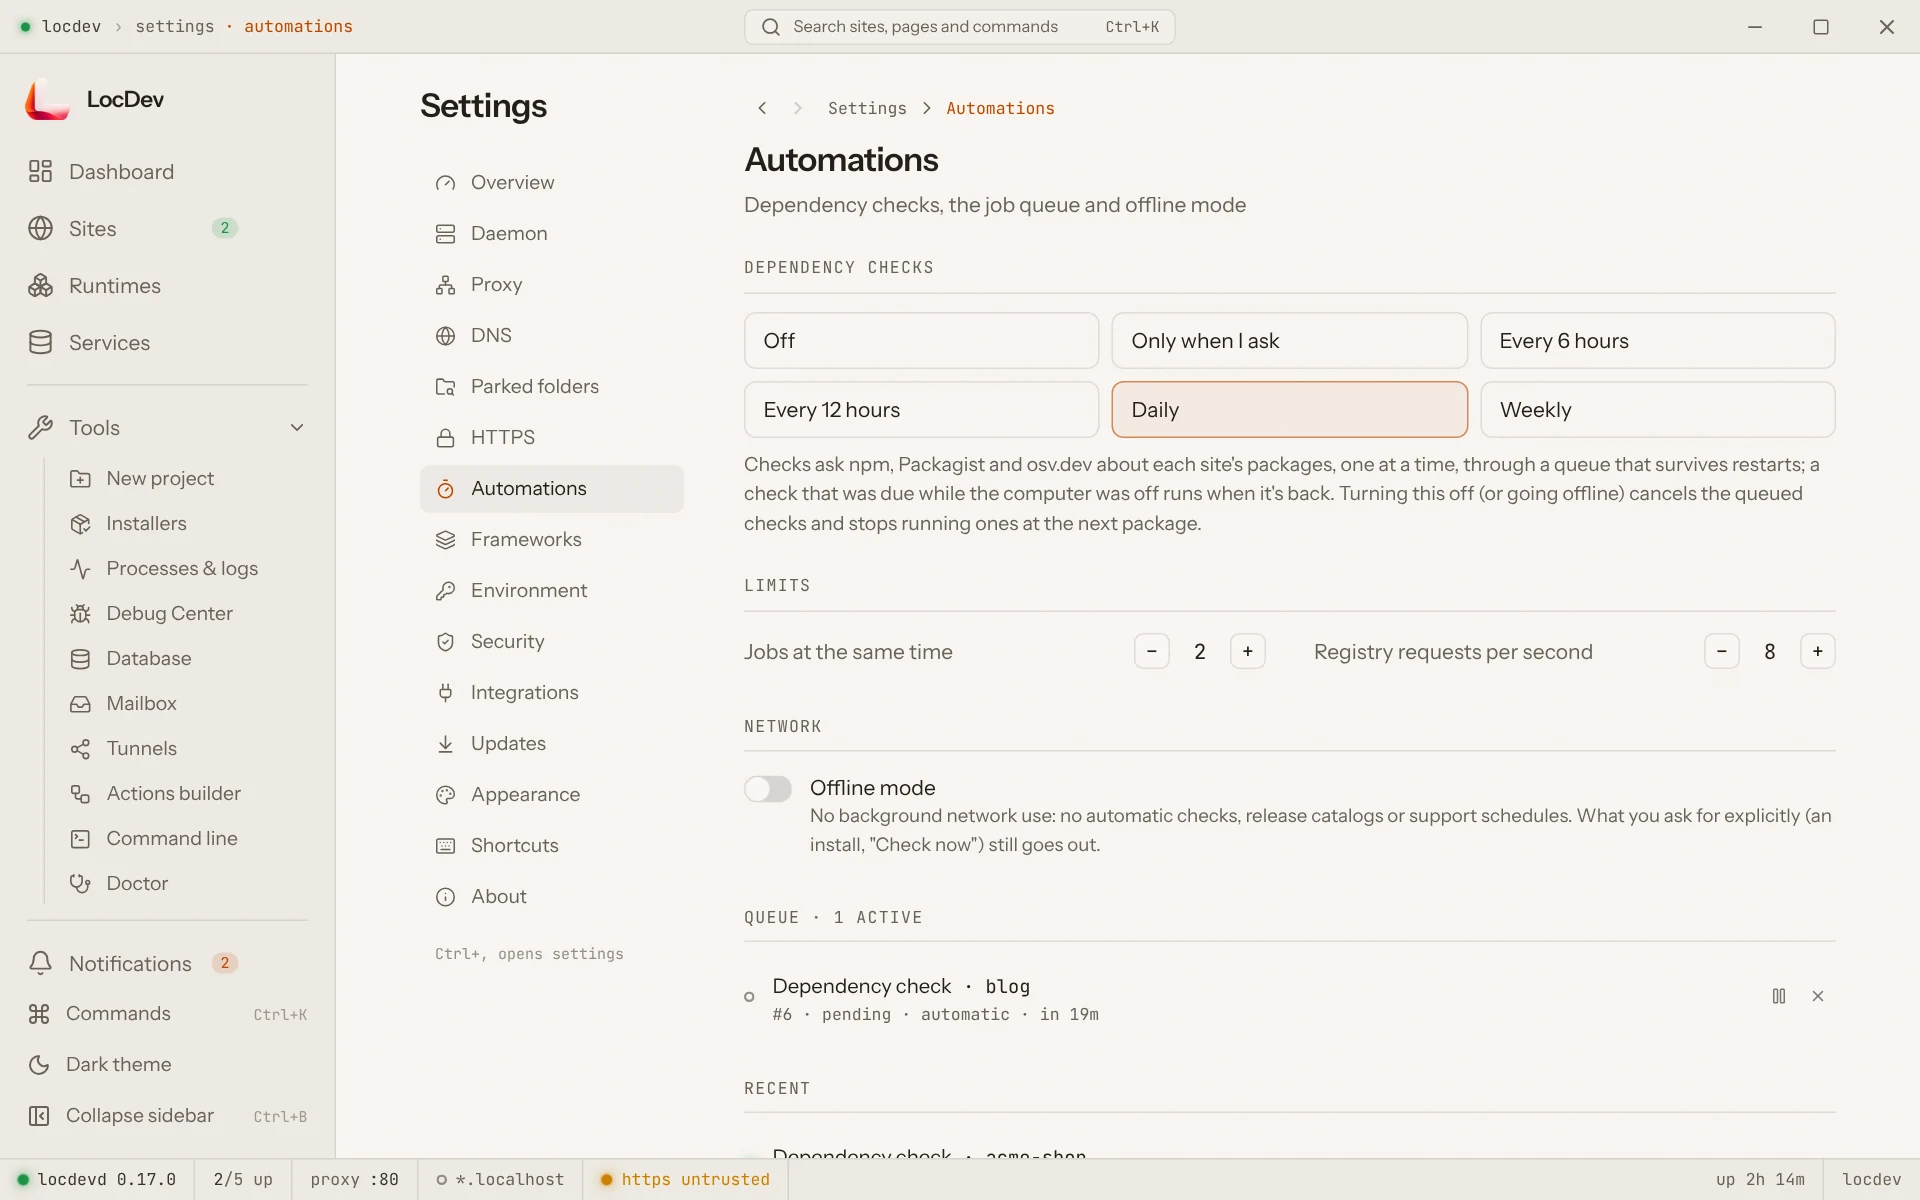 locdev › settings · automations
Search sites, pages and commands Ctrl+K
LocDev
Dashboard
Sites 2
Runtimes
Services
Tools
New project
Installers
Processes & logs
Debug Center
Database
Mailbox
Tunnels
Actions builder
Command line
Doctor
Notifications 2
Commands Ctrl+K
Dark theme
Collapse sidebar Ctrl+B
Settings
Overview
Daemon
Proxy
DNS
Parked folders
HTTPS
Automations
Frameworks
Environment
Security
Integrations
Updates
Appearance
Shortcuts
About
Ctrl+, opens settings
Settings > Automations
Automations
Dependency checks, the job queue and offline mode
DEPENDENCY CHECKS
Off
Only when I ask
Every 6 hours
Every 12 hours
Daily
Weekly
Checks ask npm, Packagist and osv.dev about each site's packages, one at a time, through a queue that survives restarts; a
check that was due while the computer was off runs when it's back. Turning this off (or going offline) cancels the queued
checks and stops running ones at the next package.
LIMITS
Jobs at the same time − 2 +
Registry requests per second − 8 +
NETWORK
Offline mode
No background network use: no automatic checks, release catalogs or support schedules. What you ask for explicitly (an
install, "Check now") still goes out.
QUEUE · 1 ACTIVE
Dependency check · blog
#6 · pending · automatic · in 19m
RECENT
Dependency check · acme-shop
locdevd 0.17.0
2/5 up
proxy :80
*.localhost
https untrusted
up 2h 14m
locdev